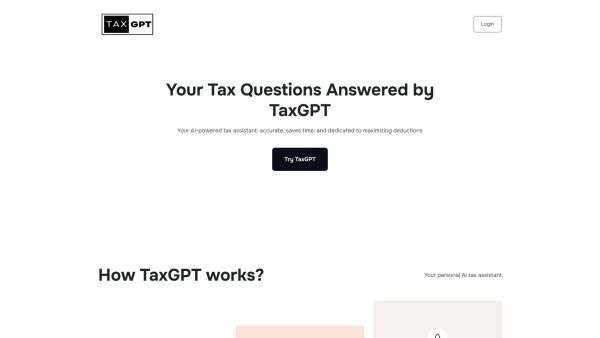 TAX GPT
Login
Your Tax Questions Answered by
TaxGPT
Your AI-powered tax assistant: accurate, saves time, and dedicated to maximizing deductions
Try TaxGPT
How TaxGPT works?
Your personal AI tax assistant